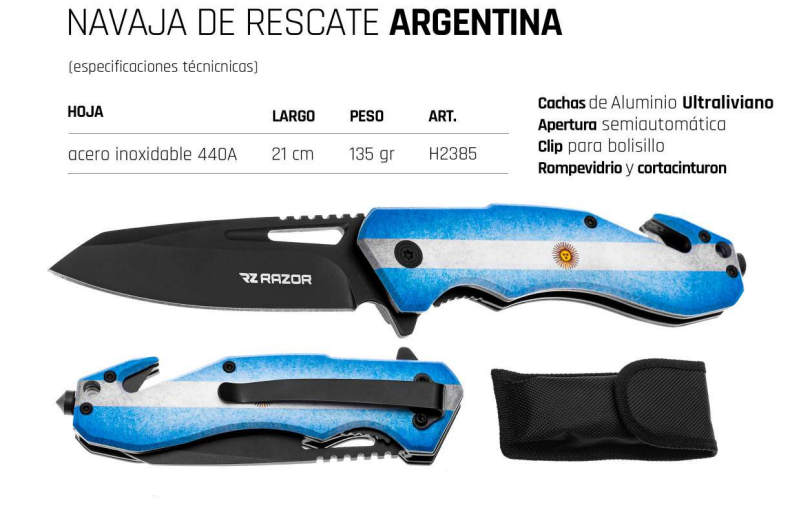 NAVAJA DE RESCATE ARGENTINA
(especificaciones técnicnicas)
HOJA LARGO PESO ART.
acero inoxidable 440A 21 cm 135 gr H2385
Cachas de Aluminio Ultraliviano
Apertura semiautomática
Clip para bolisillo
Rompevidrio y cortacinturon
RZ RAZOR